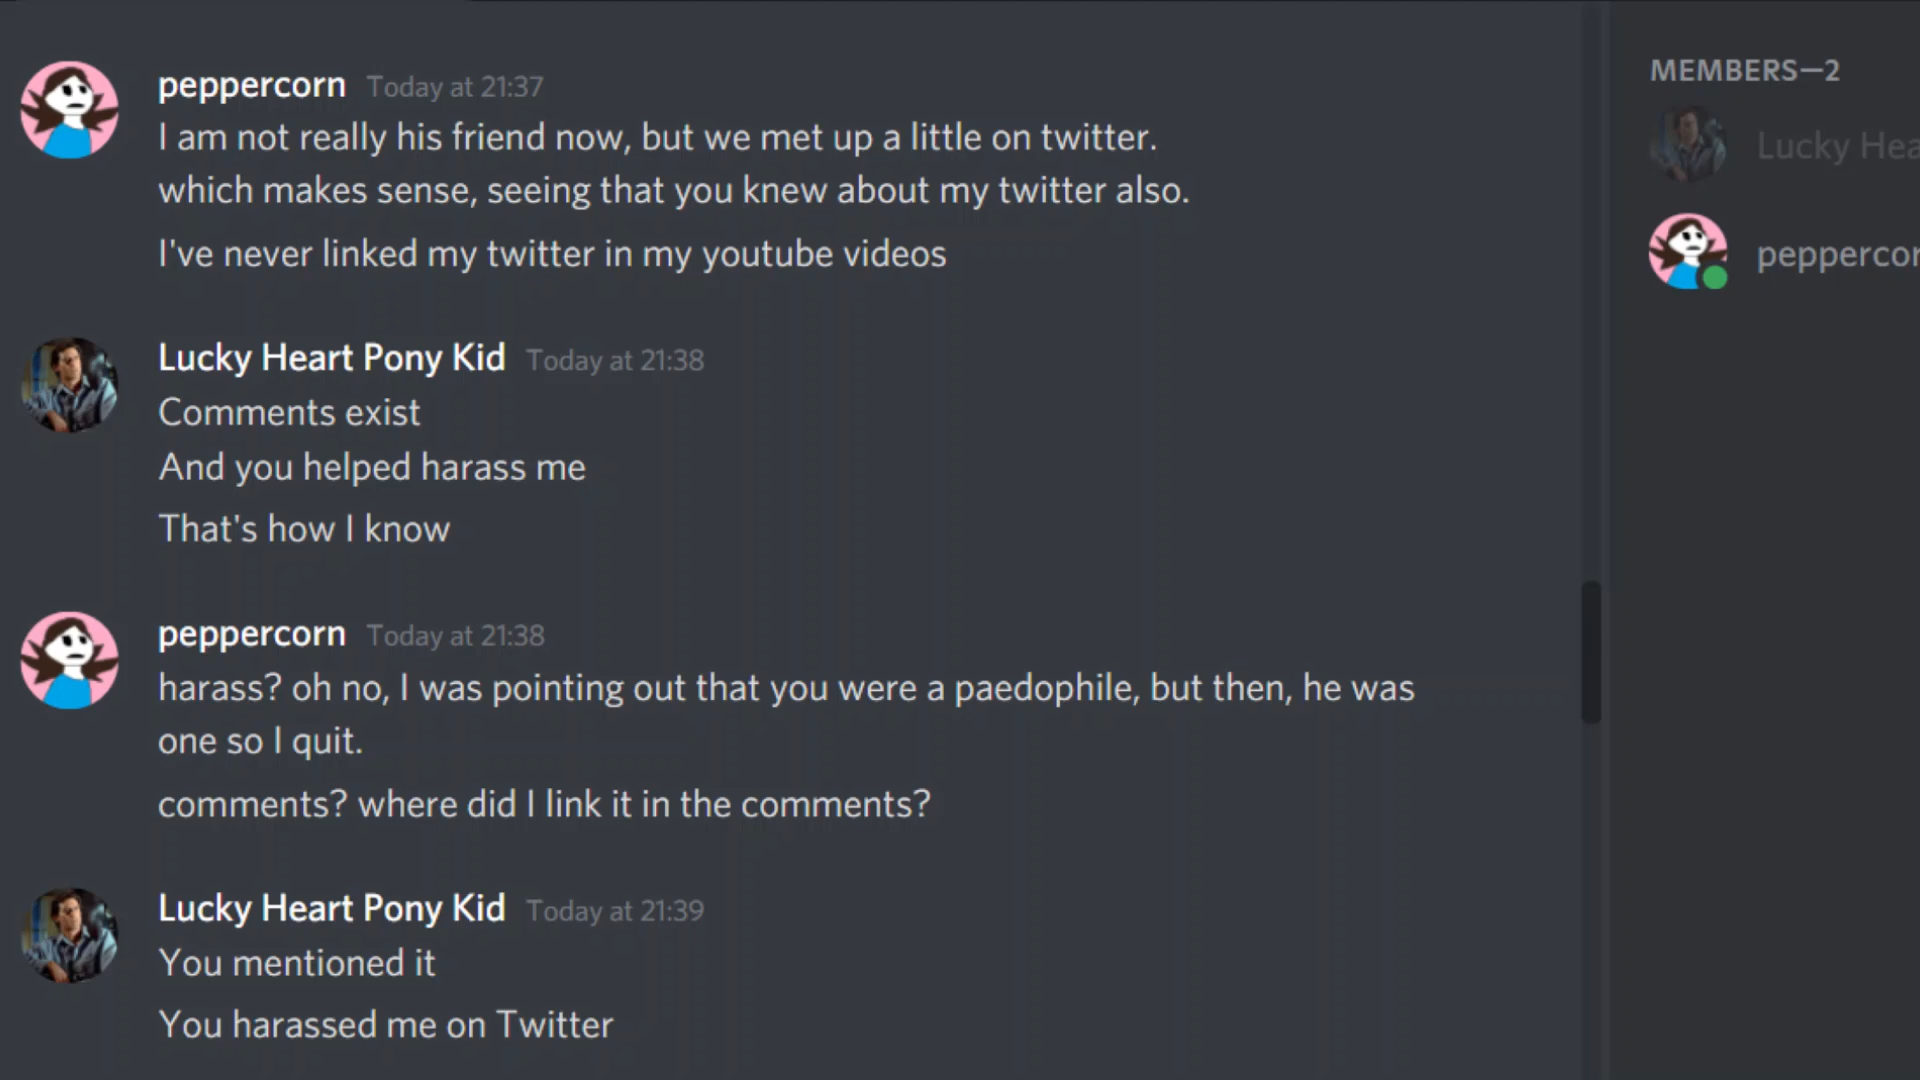 peppercorn Today at 21:37
I am not really his friend now, but we met up a little on twitter.
which makes sense, seeing that you knew about my twitter also.
I've never linked my twitter in my youtube videos
Lucky Heart Pony Kid Today at 21:38
Comments exist
And you helped harass me
That's how I know
peppercorn Today at 21:38
harass? oh no, I was pointing out that you were a paedophile, but then, he was
one so I quit.
comments? where did I link it in the comments?
Lucky Heart Pony Kid Today at 21:39
You mentioned it
You harassed me on Twitter
MEMBERS—2
Lucky Hea
peppercor